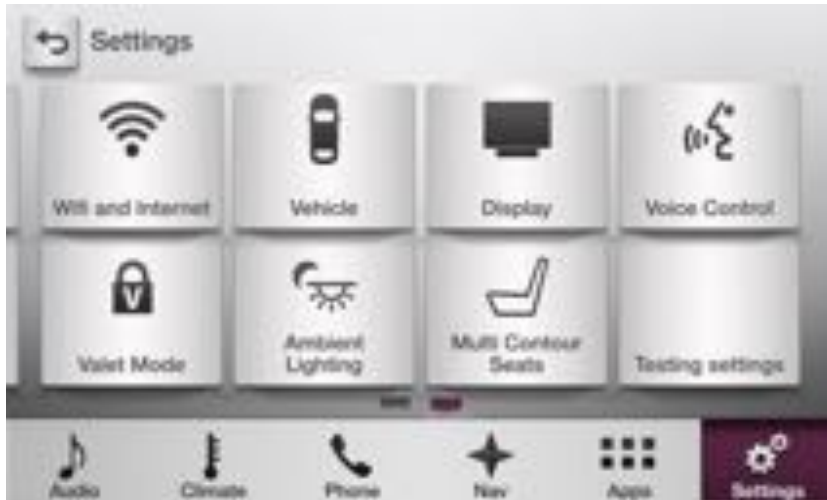 Settings
Wifi and Internet
Vehicle
Display
Voice Control
V
Valet Mode
Ambient
Lighting
Multi Contour
Seats
Testing settings
Audio
Climate
Phone
Nav
Apps
Settings